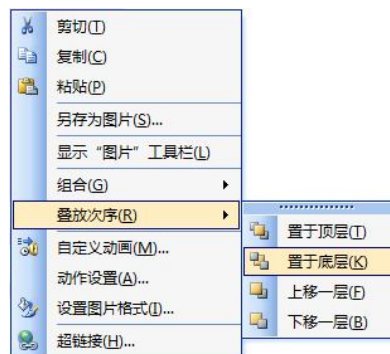 剪切(T)
复制(C)
粘贴(P)
另存为图片(S)...
显示“图片”工具栏(L)
组合(G)
叠放次序(R)
自定义动画(M)...
动作设置(A)...
设置图片格式(I)...
超链接(H)...
置于顶层(T)
置于底层(K)
上移一层(F)
下移一层(B)